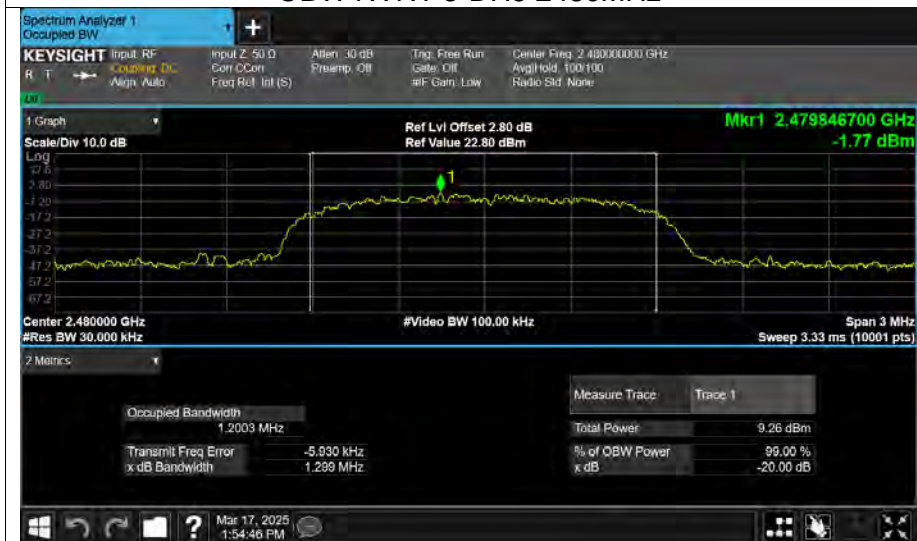 Spectrum Analyzer 1
Occupied BW
KEYSIGHT Input: RF Input Z: 50 Ω Atten: 30 dB Trig: Free Run Center Freq: 2.480000000 GHz
R T Coupling: DC Corr CCorr Preamp: Off Gate: Off Avg|Hold: 100/100
Align: Auto Freq Ref: Int (S) #IF Gain: Low Radio Std: None
1 Graph
Ref Lvl Offset 2.80 dB
Mkr1 2.479846700 GHz
Scale/Div 10.0 dB Ref Value 22.80 dBm -1.77 dBm
Log
2.80
-7.20
-17.2
-27.2
-37.2
-47.2
-57.2
-67.2
1
Center 2.480000 GHz #Video BW 100.00 kHz Span 3 MHz
#Res BW 30.000 kHz Sweep 3.33 ms (10001 pts)
2 Metrics
Measure Trace Trace 1
Occupied Bandwidth
1.2003 MHz
Total Power 9.26 dBm
Transmit Freq Error -5.930 kHz % of OBW Power 99.00 %
x dB Bandwidth 1.299 MHz x dB -20.00 dB
Mar 17, 2025
1:54:46 PM